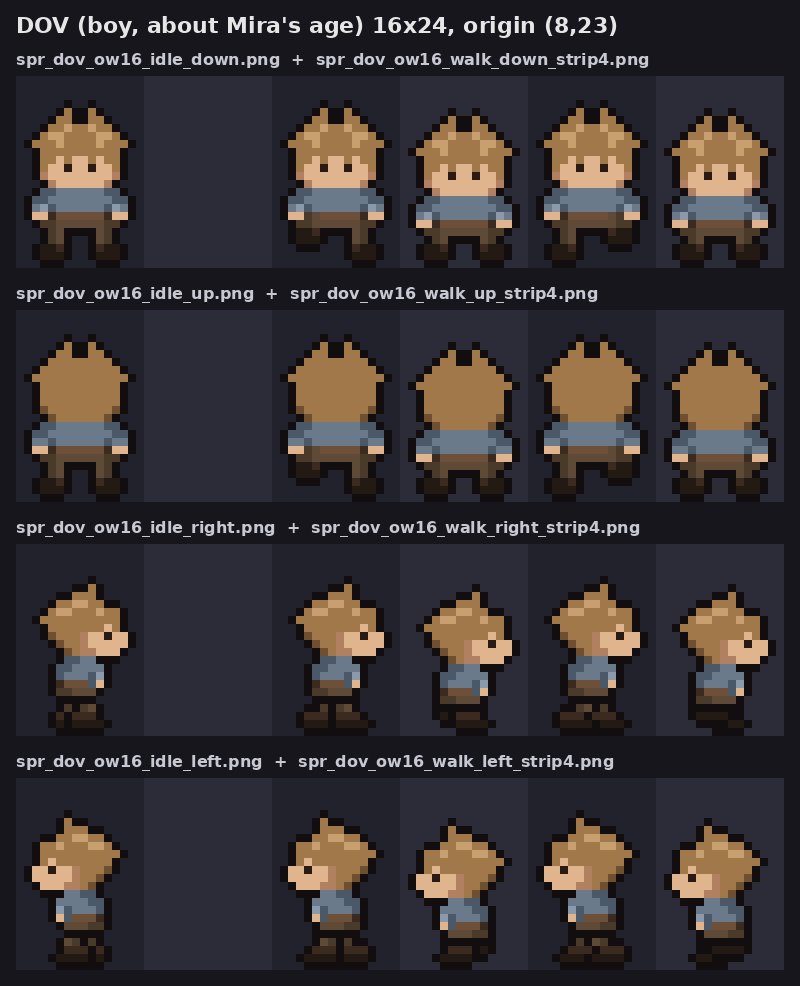 DOV (boy, about Mira's age) 16x24, origin (8,23)
spr_dov_ow16_idle_down.png + spr_dov_ow16_walk_down_strip4.png
spr_dov_ow16_idle_up.png + spr_dov_ow16_walk_up_strip4.png
spr_dov_ow16_idle_right.png + spr_dov_ow16_walk_right_strip4.png
spr_dov_ow16_idle_left.png + spr_dov_ow16_walk_left_strip4.png